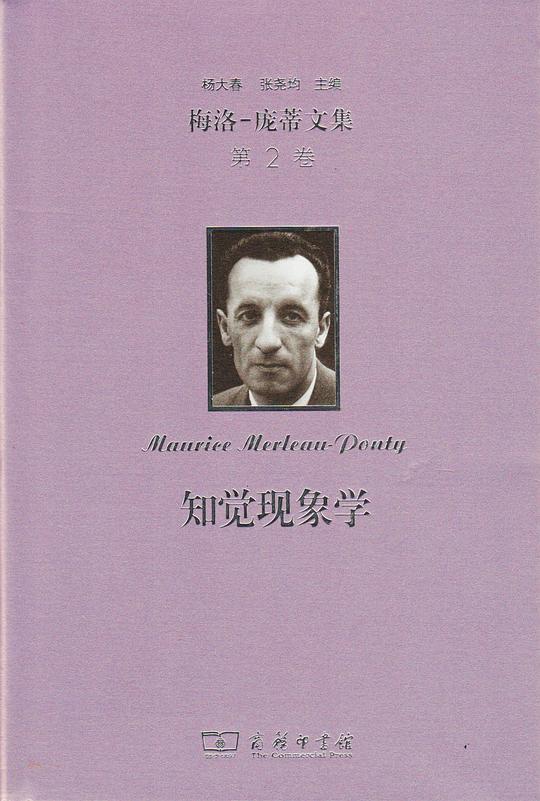 杨大春 张尧均 主编
梅洛-庞蒂文集
第 2 卷
Maurice Merleau-Ponty
知觉现象学
商务印书馆
The Commercial Press